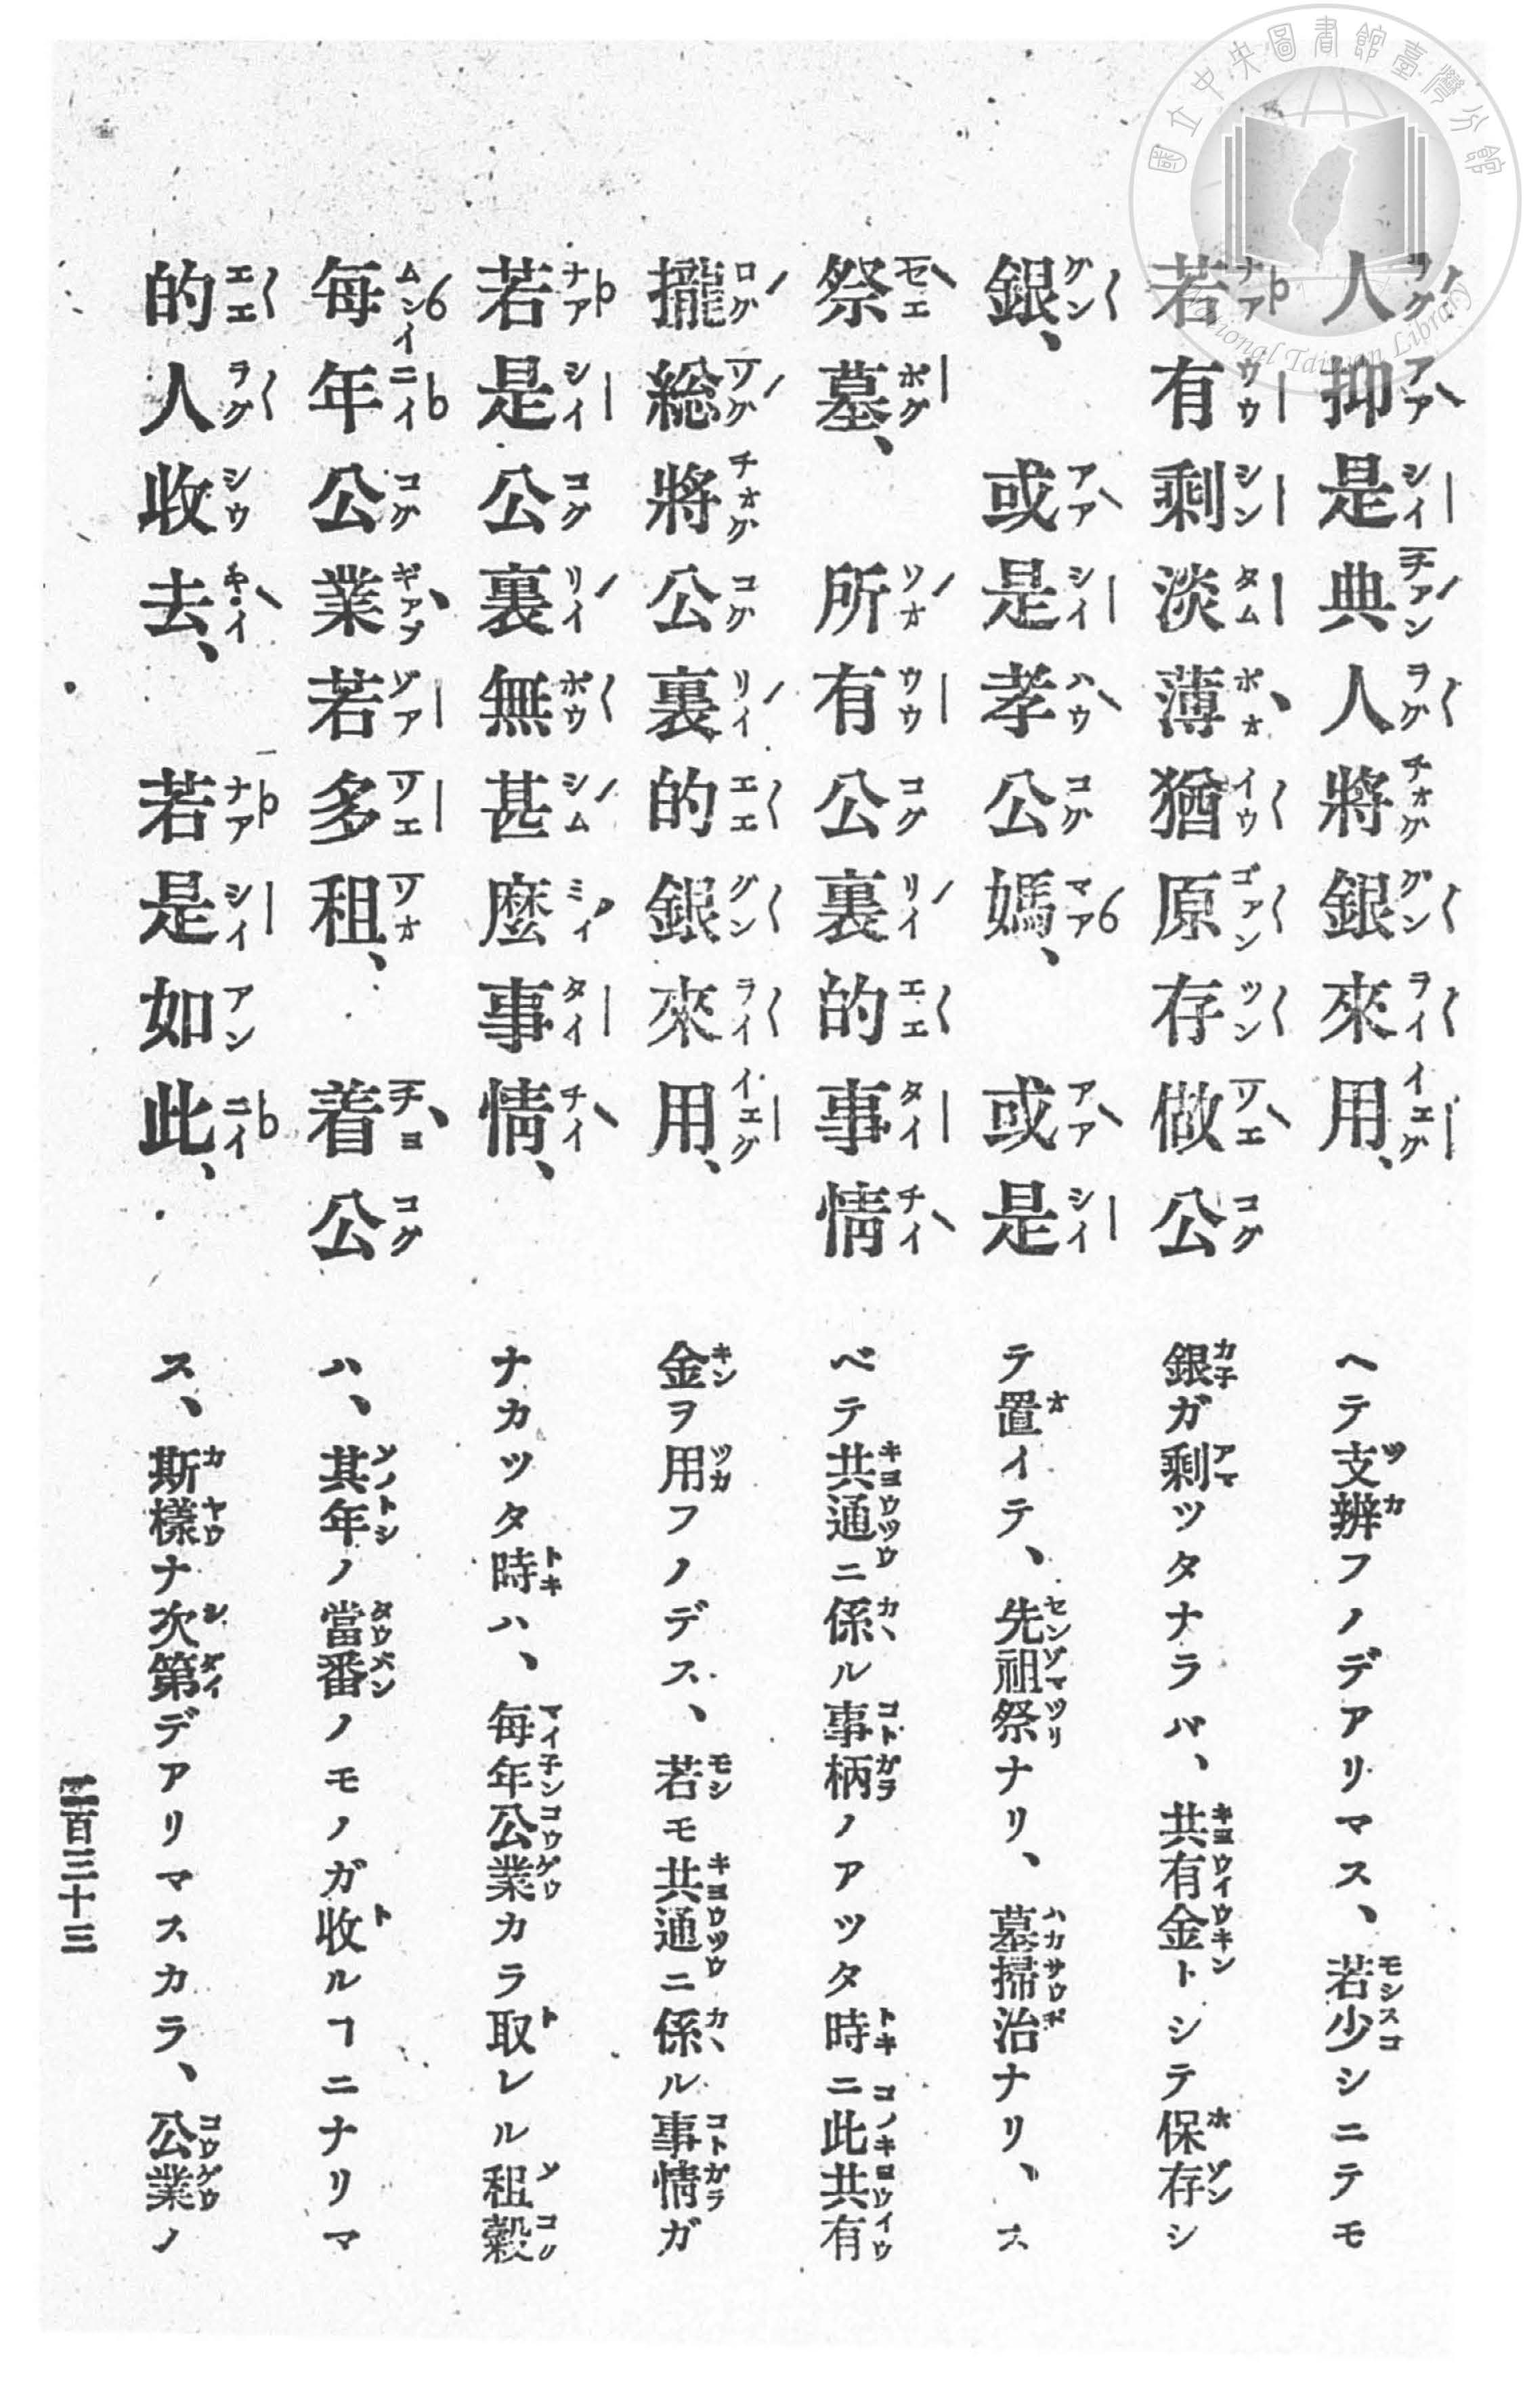 人抑是典人將銀來用、
若有剩淡薄猶原存做公
銀、或是孝公媽、或是
祭墓、所有公裏的事情
攏總將公裏的銀來用、
若是公裏無甚麼事情、
每年公業若多租、着公
的人收去、若是如此、
ヘテ支辨フノデアリマス、若少シニテモ
銀ガ剩ツタナラバ、共有金トシテ保存シ
テ置イテ、先祖祭ナリ、墓掃治ナリ、ス
ベテ共通ニ係ル事柄ノアツタ時ニ此共有
金ヲ用フノデス、若モ共通ニ係ル事情ガ
ナカツタ時ハ、每年公業カラ取レル租穀
ハ、其年ノ當番ノモノガ收ルヿニナリマ
ス、斯樣ナ次第デアリマスカラ、公業ノ
百三十三
國立中央圖書館臺灣分館
National Taiwan Library